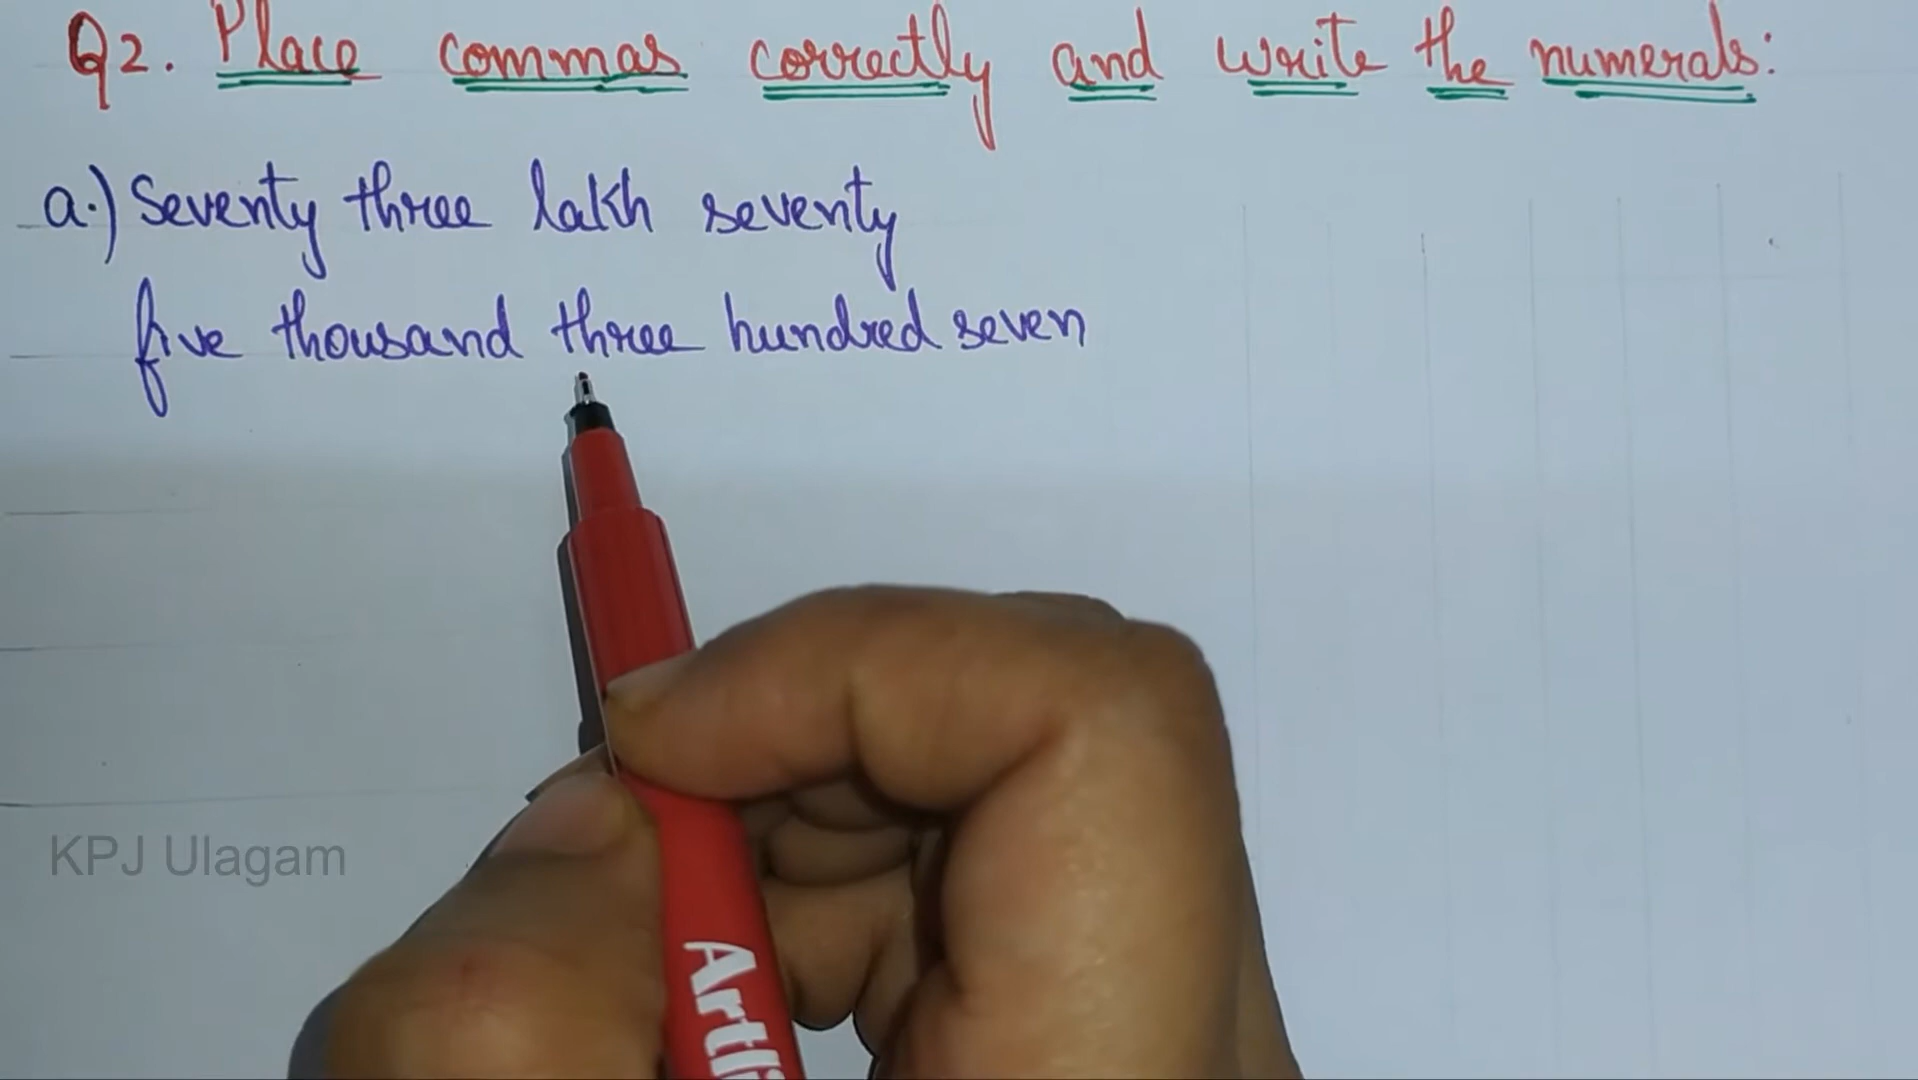 Q2. Place commas correctly and write the numerals:
a.) Seventy three lakh seventy
five thousand three hundred seven
KPJ Ulagam